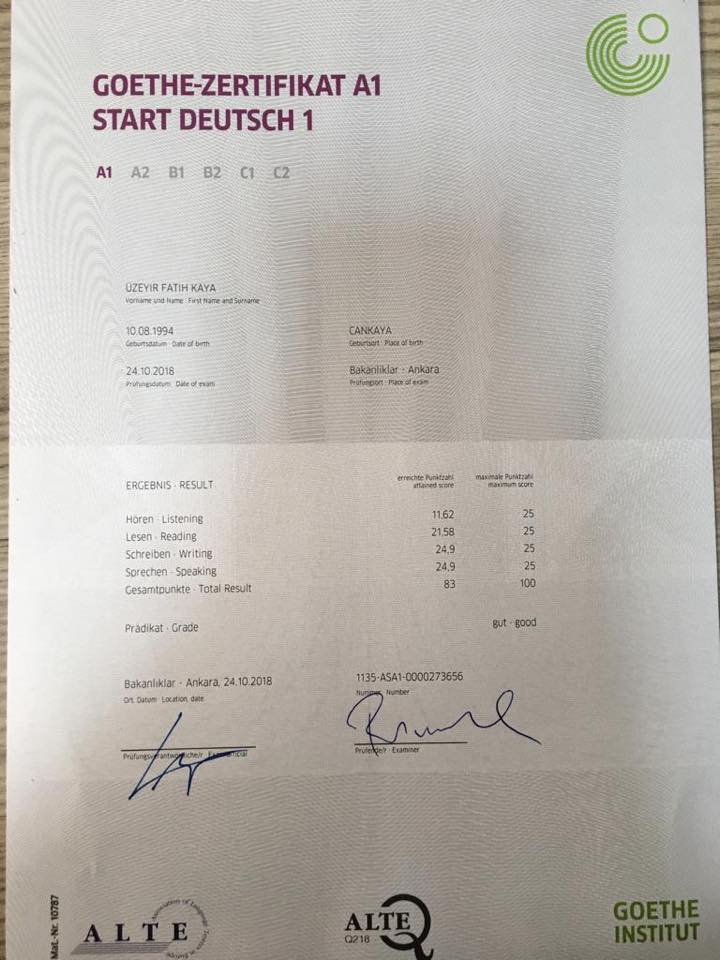 GOETHE-ZERTIFIKAT A1
START DEUTSCH 1
A1 A2 B1 B2 C1 C2
ÜZEYIR FATIH KAYA
Vorname und Name · First Name and Surname
10.08.1994 CANKAYA
Geburtsdatum · Date of birth Geburtsort · Place of birth
24.10.2018 Bakanlıklar - Ankara
Prüfungsdatum · Date of exam Prüfungsort · Place of exam
ERGEBNIS · RESULT erreichte Punktzahl maximale Punktzahl
attained score maximum score
Hören · Listening 11,62 25
Lesen · Reading 21,58 25
Schreiben · Writing 24,9 25
Sprechen · Speaking 24,9 25
Gesamtpunkte · Total Result 83 100
Prädikat · Grade gut · good
Bakanlıklar - Ankara, 24.10.2018 1135-ASA1-0000273656
Ort, Datum · Location, date Nummer · Number
Prüfungsverantwortliche/r · Prüfende/r · Examiner
Mat.-Nr. 10787
ALTE
ALTE
Q218
GOETHE
INSTITUT